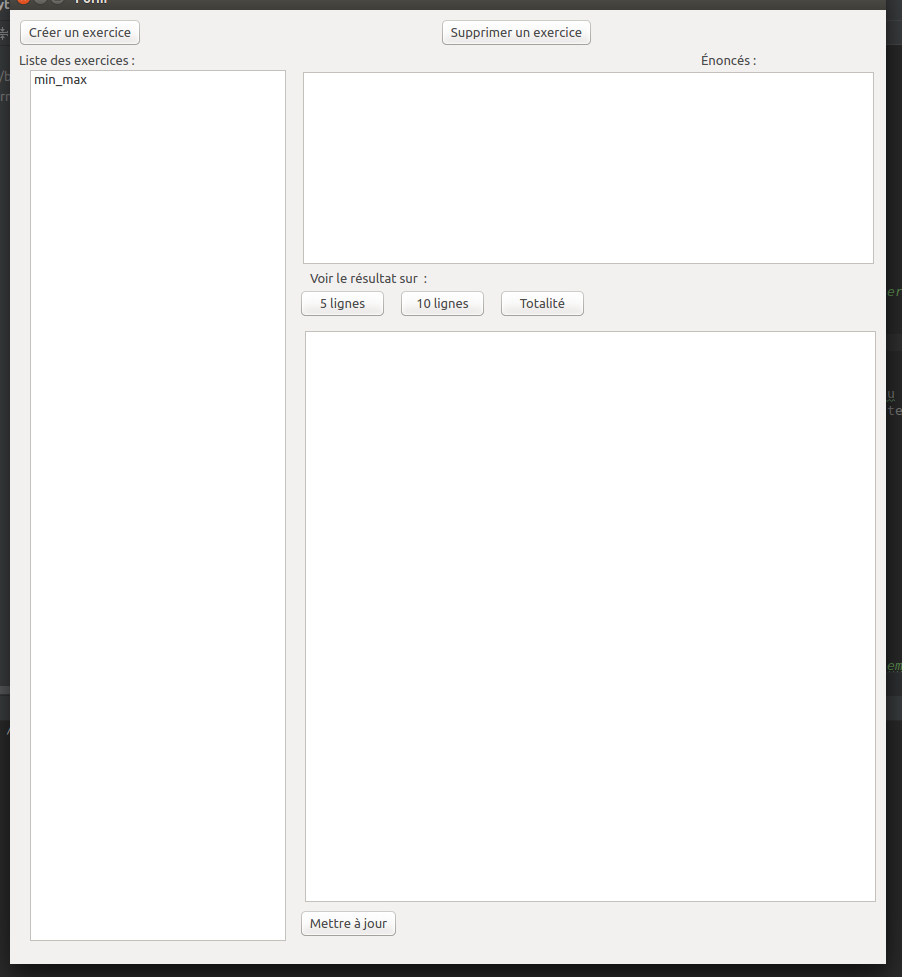 Form
Créer un exercice
Supprimer un exercice
Liste des exercices :
Énoncés :
min_max
Voir le résultat sur :
5 lignes
10 lignes
Totalité
Mettre à jour